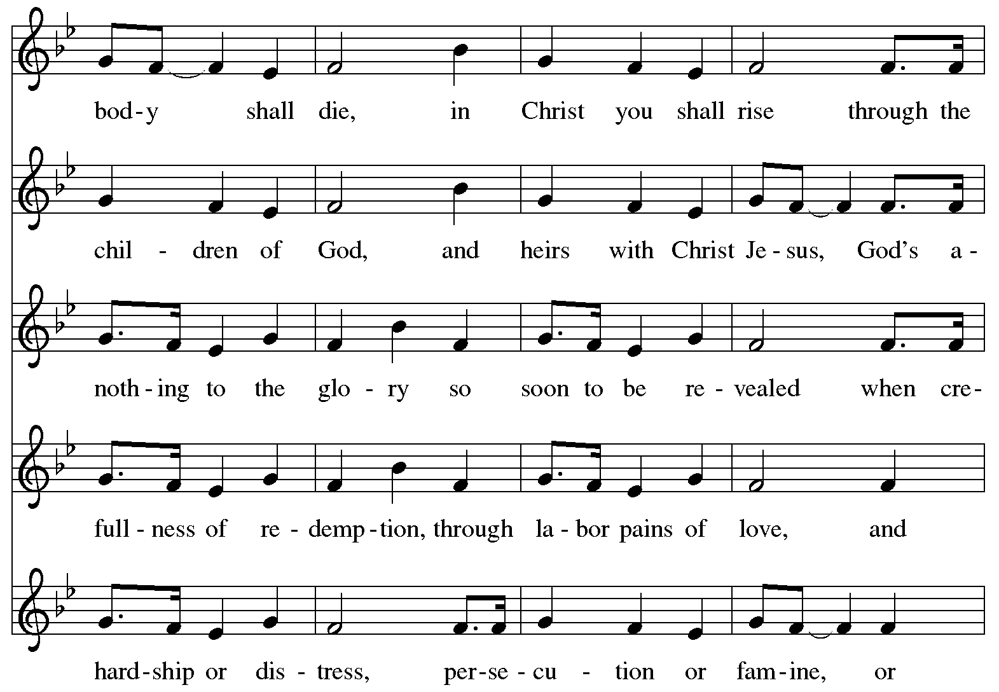 bod-y shall die, in Christ you shall rise through the
chil - dren of God, and heirs with Christ Je - sus, God's a -
noth - ing to the glo - ry so soon to be re - vealed when cre -
full - ness of re - demp - tion, through la - bor pains of love, and
hard - ship or dis - tress, per - se - cu - tion or fam - ine, or